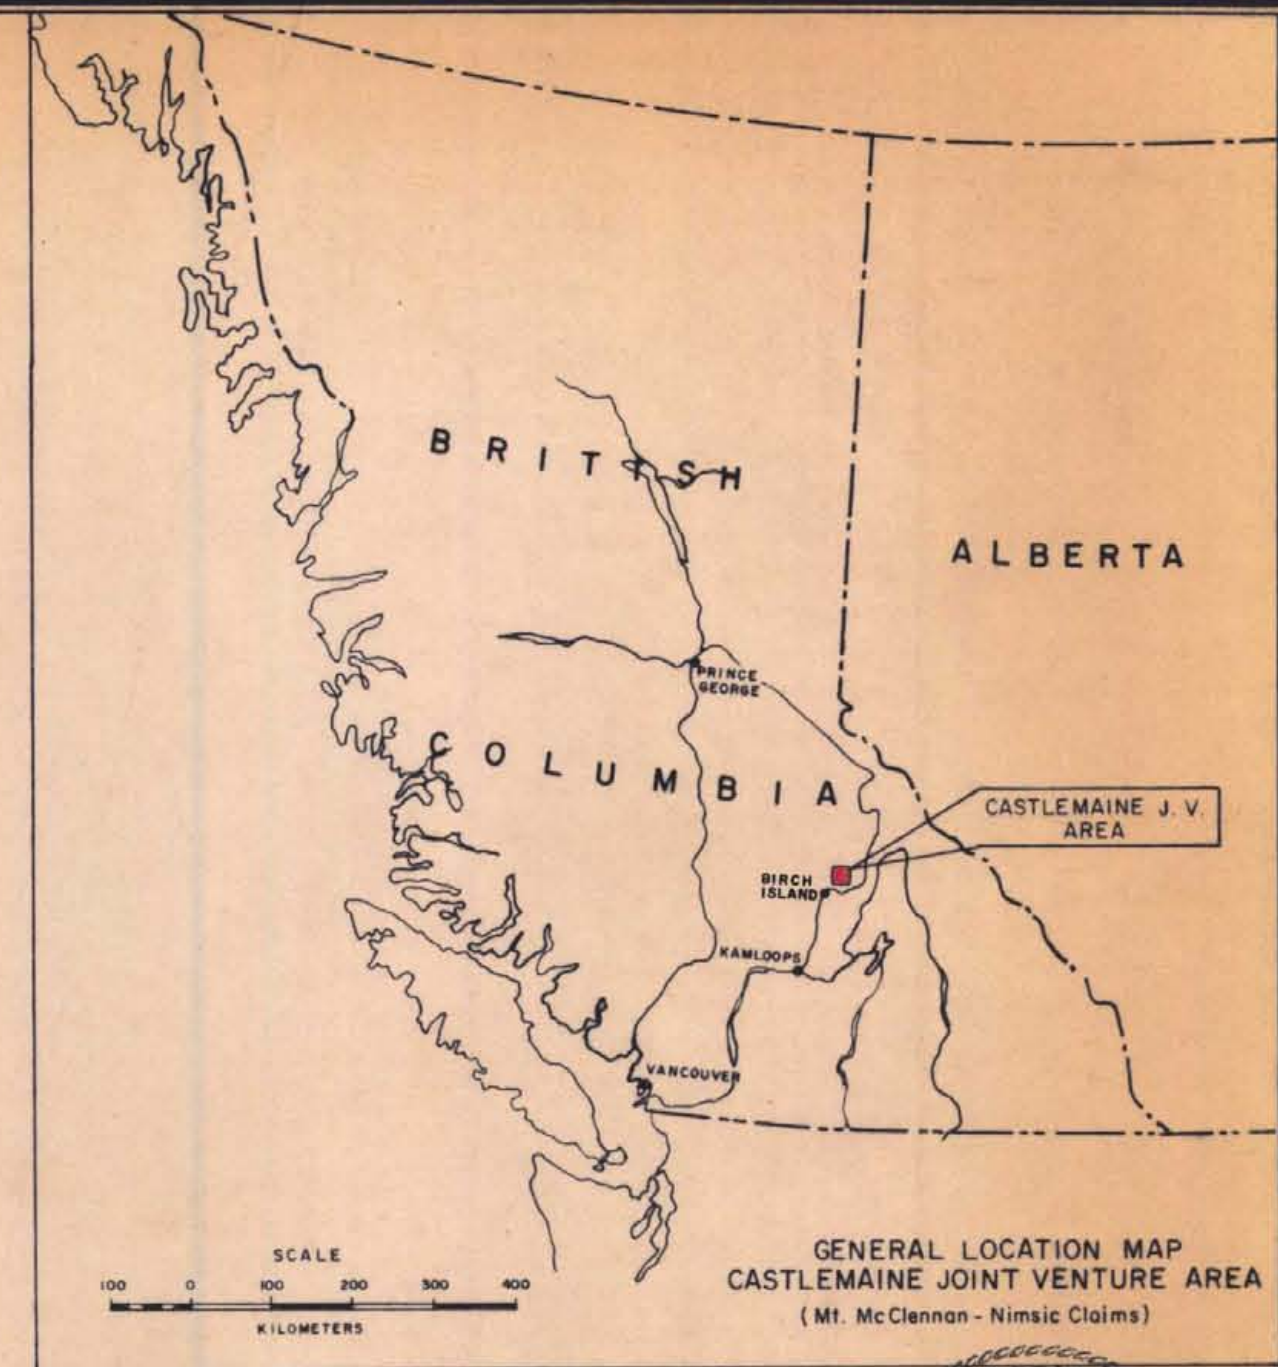 BRITISH
ALBERTA
PRINCE
GEORGE
COLUMBIA
CASTLEMAINE J. V.
AREA
BIRCH
ISLAND
KAMLOOPS
VANCOUVER
SCALE
100 0 100 200 300 400
KILOMETERS
GENERAL LOCATION MAP
CASTLEMAINE JOINT VENTURE AREA
(Mt. McClennan - Nimsic Claims)